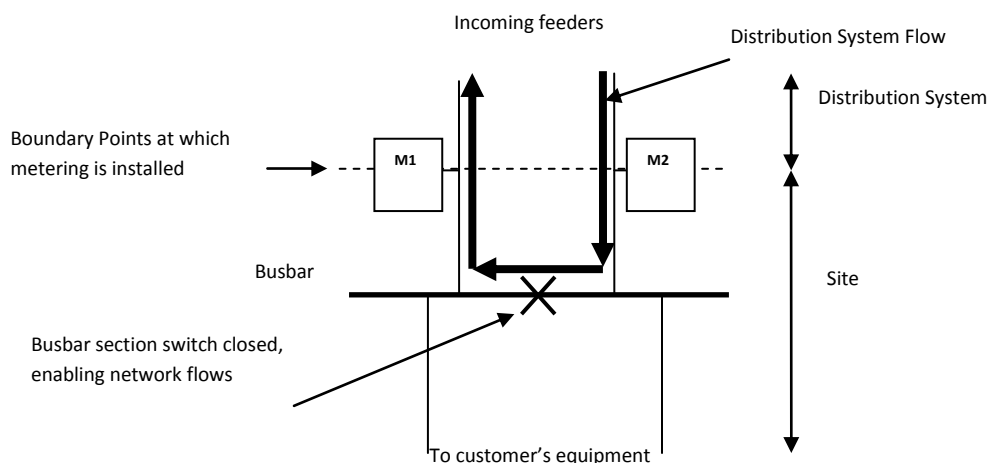 Incoming feeders
Distribution System Flow
Distribution System
Boundary Points at which
metering is installed
M1
M2
Busbar
Site
Busbar section switch closed,
enabling network flows
To customer’s equipment